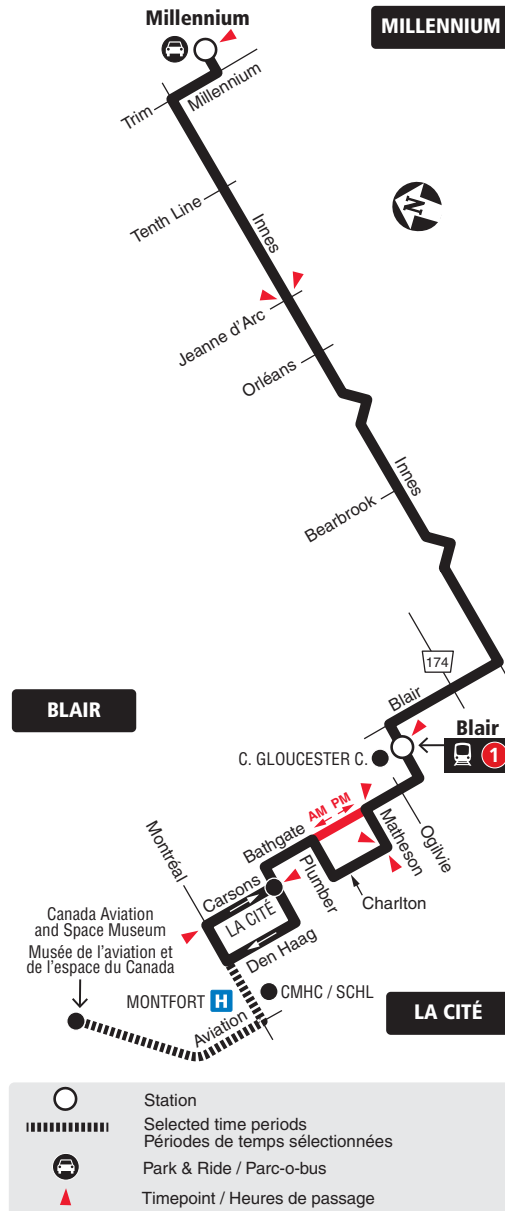 Millennium
MILLENNIUM
Millennium
Trim
Tenth Line
Innes
N
Jeanne d'Arc
Orléans
Innes
Bearbrook
174
Blair
BLAIR
Blair
1
C. GLOUCESTER C.
AM PM
Ogilvie
Matheson
Bathgate
Montréal
Plumber
Charlton
Carsons
LA CITÉ
Den Haag
Canada Aviation
and Space Museum
Musée de l'aviation et
de l'espace du Canada
MONTFORT H
CMHC / SCHL
LA CITÉ
Aviation
Station
Selected time periods
Périodes de temps sélectionnées
Park & Ride / Parc-o-bus
Timepoint / Heures de passage